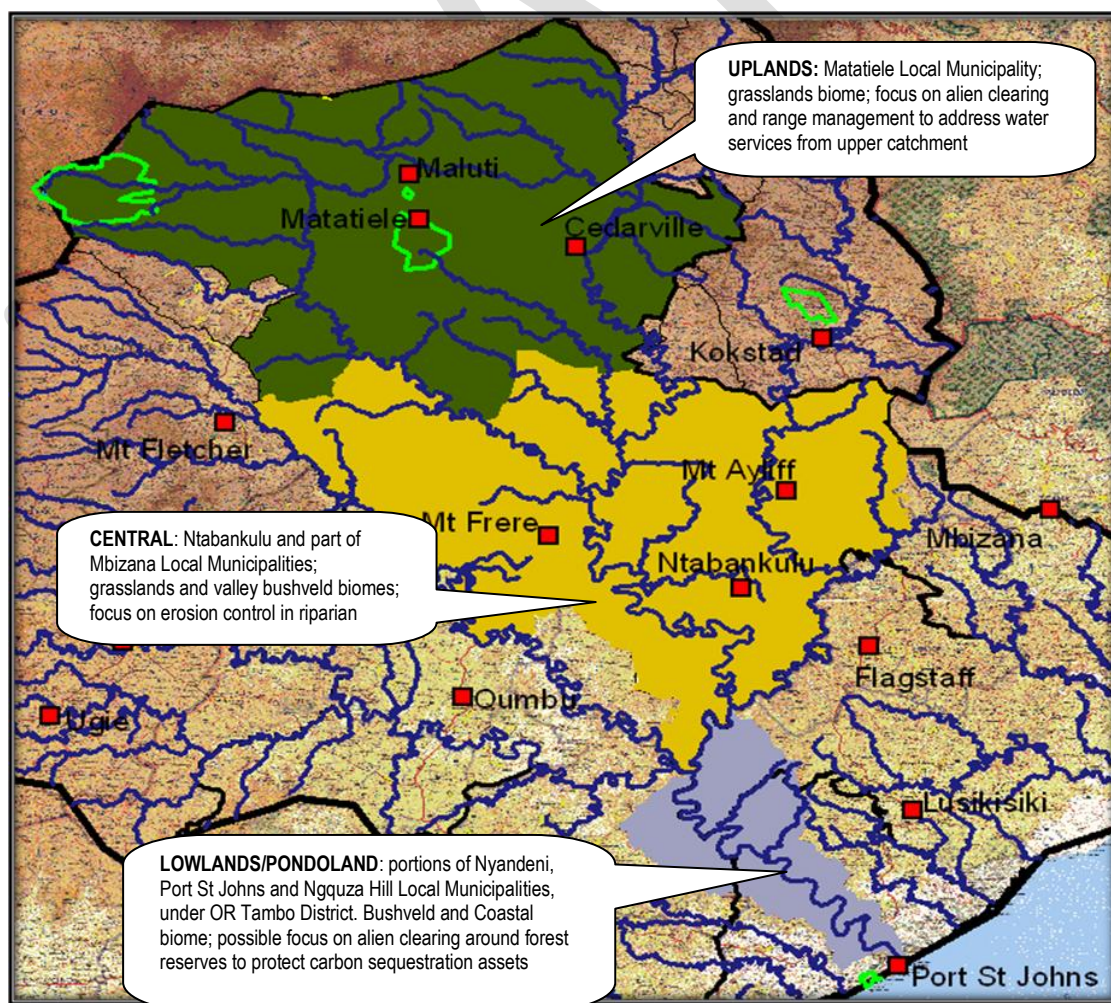 UPLANDS: Matatiele Local Municipality;
grasslands biome; focus on alien clearing
and range management to address water
services from upper catchment
Maluti
Matatiele
Cedarville
Kokstad
Mt Fletcher
Mt Ayliff
Mt Frere
Mbizana
CENTRAL: Ntabankulu and part of
Mbizana Local Municipalities;
grasslands and valley bushveld biomes;
focus on erosion control in riparian
Ntabankulu
Flagstaff
Qumbu
Ugie
Lusikisiki
LOWLANDS/PONDOLAND: portions of Nyandeni,
Port St Johns and Ngquza Hill Local Municipalities,
under OR Tambo District. Bushveld and Coastal
biome; possible focus on alien clearing around forest
reserves to protect carbon sequestration assets
Port St Johns